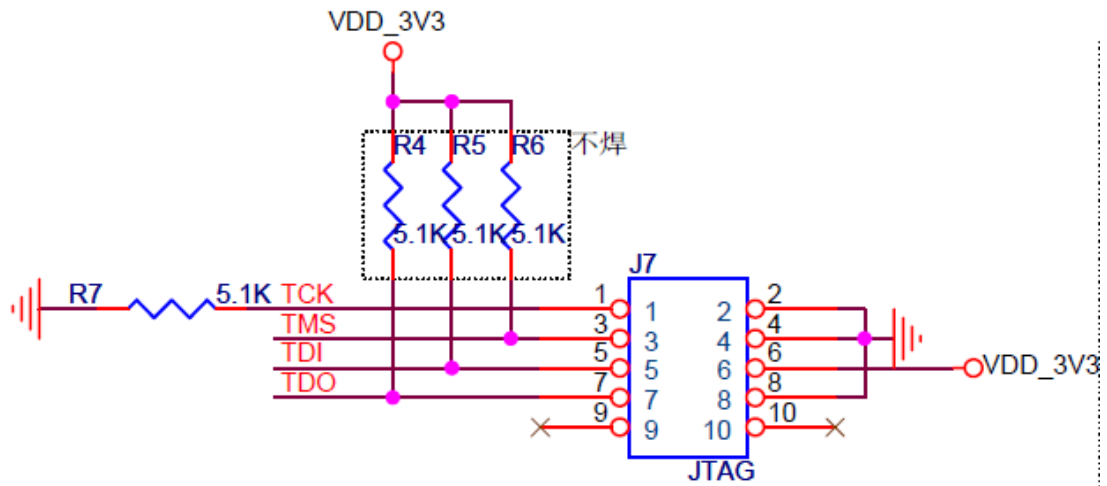 VDD_3V3
R4 R5 R6 不焊
5.1K 5.1K 5.1K
J7
R7 5.1K TCK 1 1 2 2
TMS 3 3 4 4
TDI 5 5 6 6 VDD_3V3
TDO 7 7 8 8
9 9 10 10
JTAG